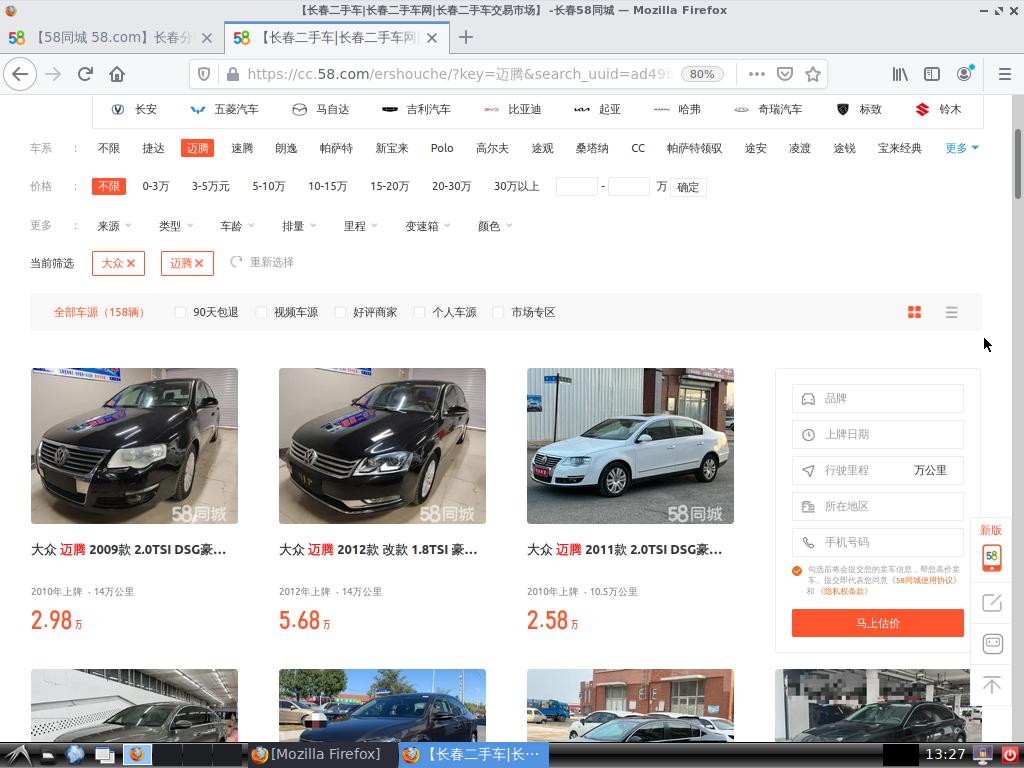 【长春二手车|长春二手车网|长春二手车交易市场】 -长春58同城 — Mozilla Firefox
【58同城 58.com】长春分
【长春二手车|长春二手车网|
https://cc.58.com/ershouche/?key=迈腾&search_uuid=ad49b
80%
长安 五菱汽车 马自达 吉利汽车 比亚迪 起亚 哈弗 奇瑞汽车 标致 铃木
车系 : 不限 捷达 迈腾 速腾 朗逸 帕萨特 新宝来 Polo 高尔夫 途观 桑塔纳 CC 帕萨特领驭 途安 凌渡 途锐 宝来经典 更多
价格 : 不限 0-3万 3-5万元 5-10万 10-15万 15-20万 20-30万 30万以上 - 万 确定
更多 : 来源 类型 车龄 排量 里程 变速箱 颜色
当前筛选 大众 迈腾 重新选择
全部车源（158辆） 90天包退 视频车源 好评商家 个人车源 市场专区
58同城
58同城
58同城
大众 迈腾 2009款 2.0TSI DSG豪...
2010年上牌 · 14万公里
2.98万
大众 迈腾 2012款 改款 1.8TSI 豪...
2012年上牌 · 14万公里
5.68万
大众 迈腾 2011款 2.0TSI DSG豪...
2010年上牌 · 10.5万公里
2.58万
品牌
上牌日期
行驶里程 万公里
所在地区
手机号码
勾选后将会提交您的卖车信息，帮您高价卖
车、提交即代表您同意《58同城使用协议》
和《隐私权条款》
马上估价
新版
58
[Mozilla Firefox]
【长春二手车|长···
13:27